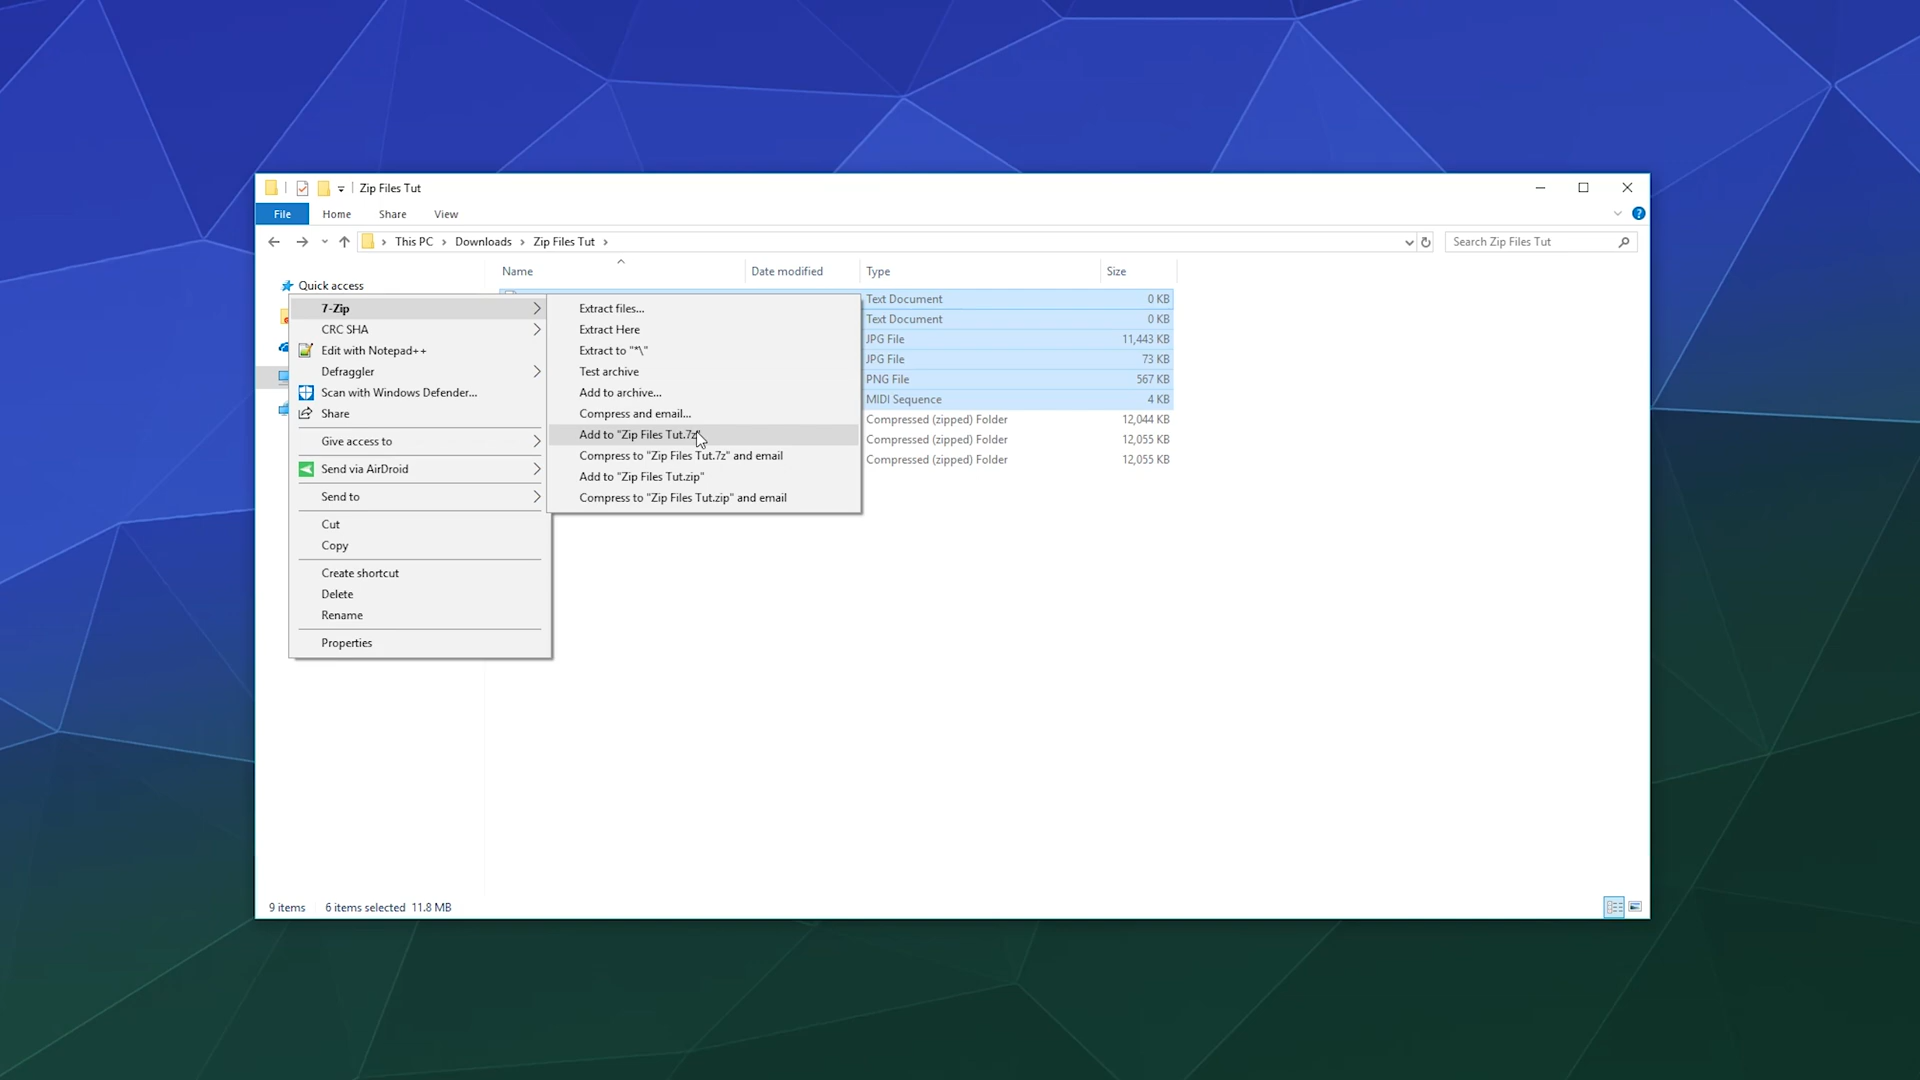 Zip Files Tut
File Home Share View
This PC Downloads Zip Files Tut Search Zip Files Tut
Name Date modified Type Size
Quick access
Text Document 0 KB
Text Document 0 KB
JPG File 11,443 KB
JPG File 73 KB
PNG File 567 KB
MIDI Sequence 4 KB
Compressed (zipped) Folder 12,044 KB
Compressed (zipped) Folder 12,055 KB
Compressed (zipped) Folder 12,055 KB
7-Zip
CRC SHA
Edit with Notepad++
Defraggler
Scan with Windows Defender...
Share
Give access to
Send via AirDroid
Send to
Cut
Copy
Create shortcut
Delete
Rename
Properties
Extract files...
Extract Here
Extract to "*\"
Test archive
Add to archive...
Compress and email...
Add to "Zip Files Tut.7z"
Compress to "Zip Files Tut.7z" and email
Add to "Zip Files Tut.zip"
Compress to "Zip Files Tut.zip" and email
9 items 6 items selected 11.8 MB